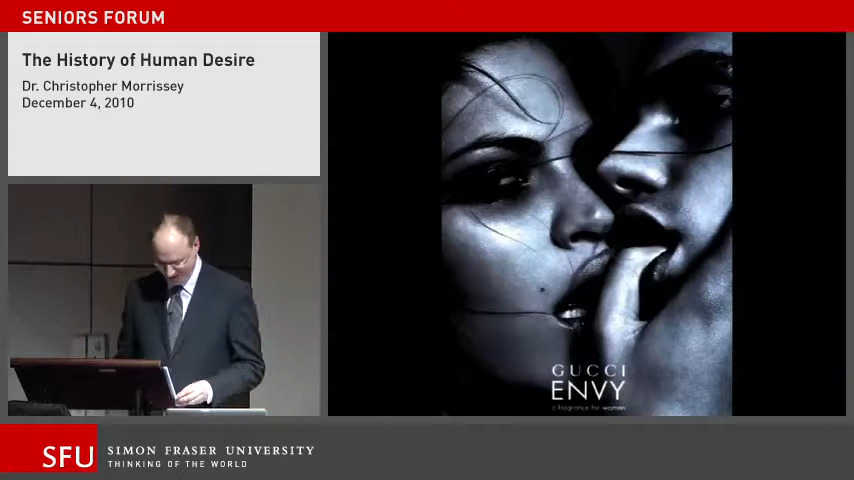 SENIORS FORUM
The History of Human Desire
Dr. Christopher Morrissey
December 4, 2010
GUCCI
ENVY
a fragrance for women
SFU
SIMON FRASER UNIVERSITY
THINKING OF THE WORLD